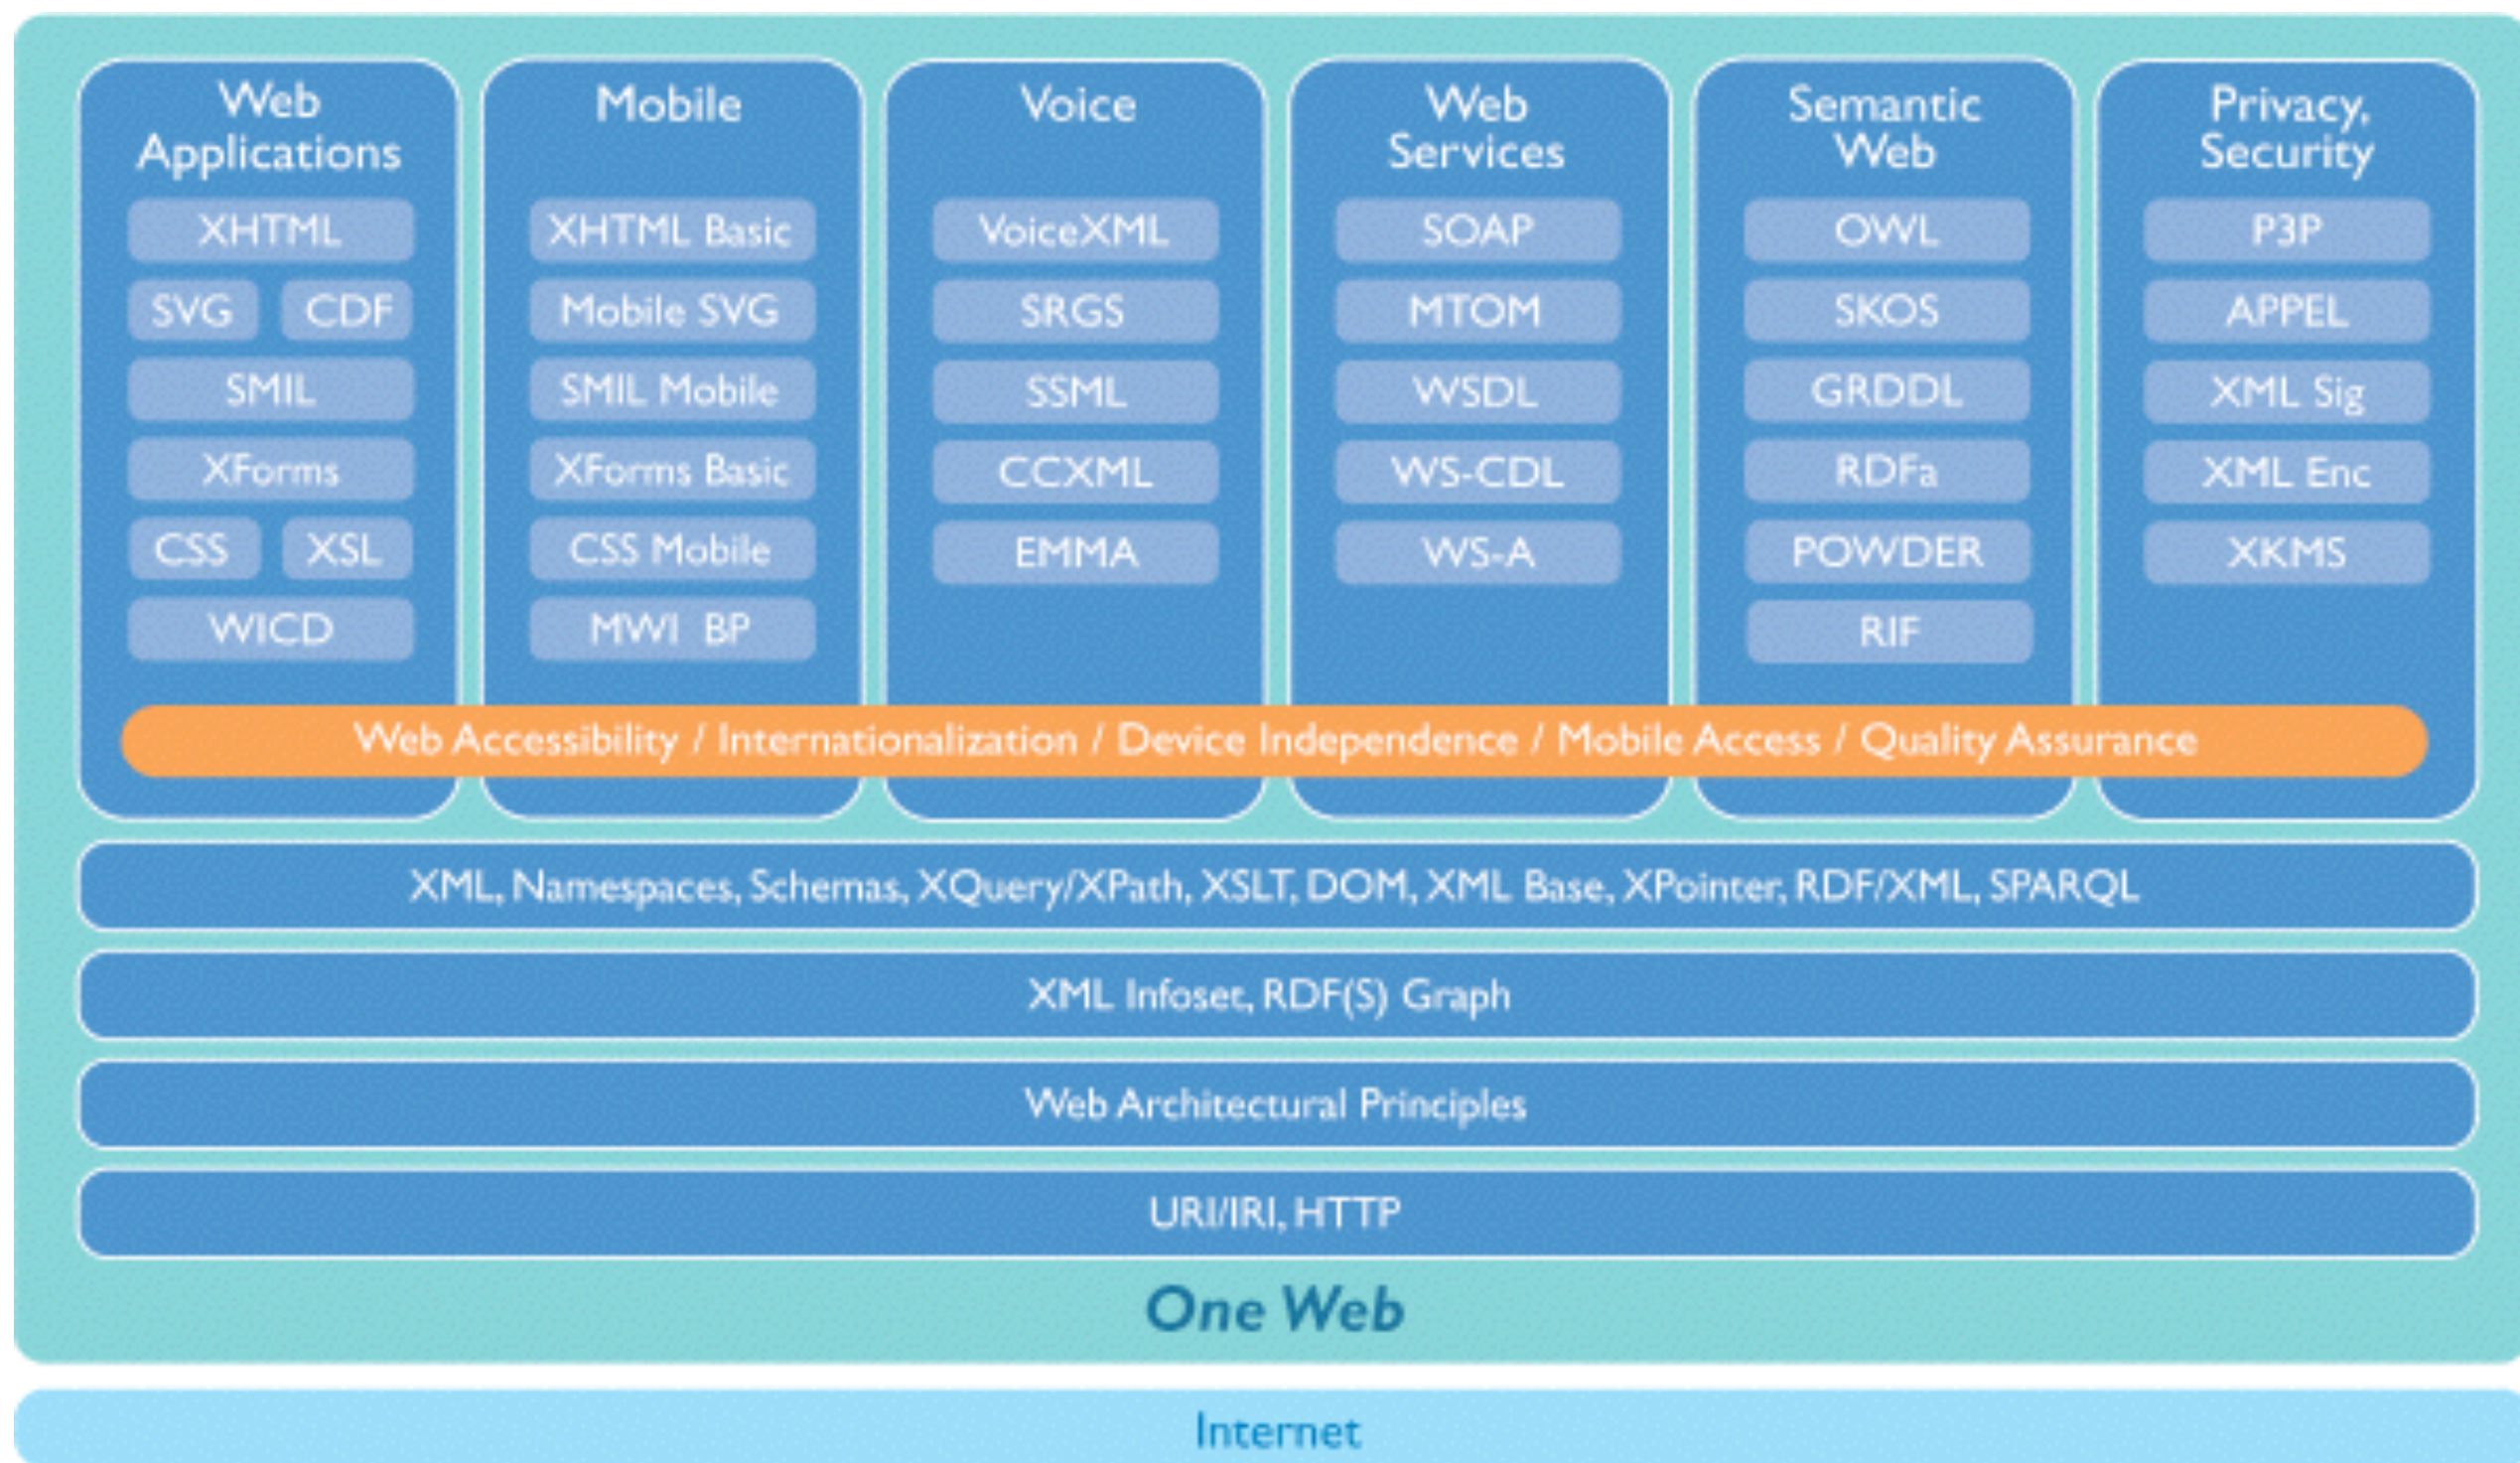 Web
Applications
XHTML
SVG CDF
SMIL
XForms
CSS XSL
WICD
Mobile
XHTML Basic
Mobile SVG
SMIL Mobile
XForms Basic
CSS Mobile
MWI BP
Voice
VoiceXML
SRGS
SSML
CCXML
EMMA
Web
Services
SOAP
MTOM
WSDL
WS-CDL
WS-A
Semantic
Web
OWL
SKOS
GRDDL
RDFa
POWDER
RIF
Privacy,
Security
P3P
APPEL
XML Sig
XML Enc
XKMS
Web Accessibility / Internationalization / Device Independence / Mobile Access / Quality Assurance
XML, Namespaces, Schemas, XQuery/XPath, XSLT, DOM, XML Base, XPointer, RDF/XML, SPARQL
XML Infoset, RDF(S) Graph
Web Architectural Principles
URI/IRI, HTTP
One Web
Internet